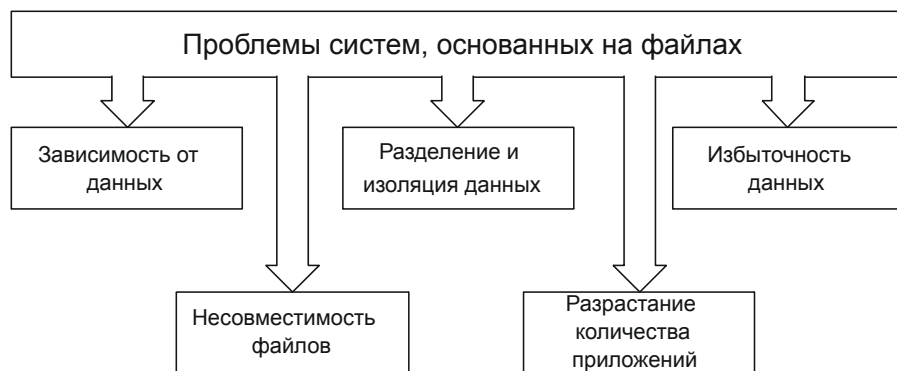 Проблемы систем, основанных на файлах
Зависимость от
данных
Разделение и
изоляция данных
Избыточность
данных
Несовместимость
файлов
Разрастание
количества
приложений